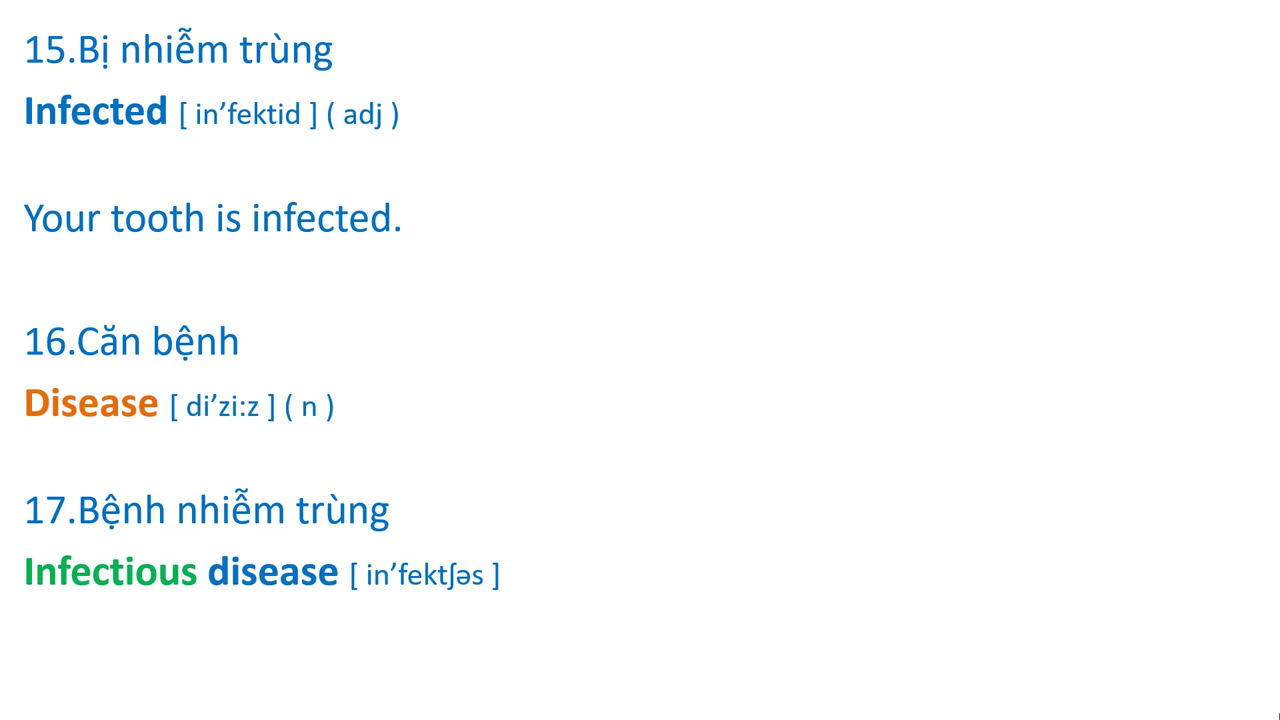 15.Bị nhiễm trùng
Infected [ in’fektid ] ( adj )
Your tooth is infected.
16.Căn bệnh
Disease [ di’zi:z ] ( n )
17.Bệnh nhiễm trùng
Infectious disease [ in’fektʃəs ]